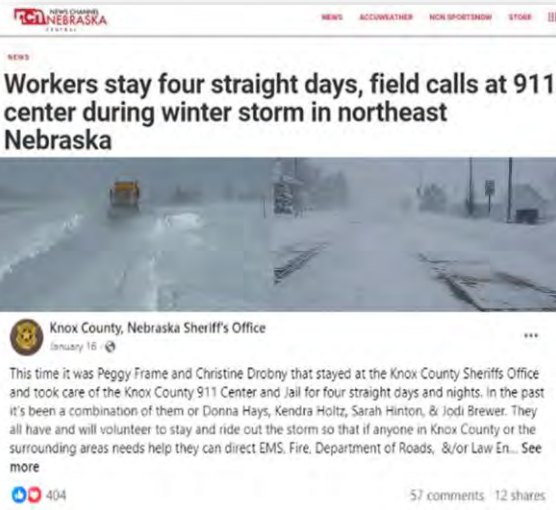 ncn NEWS CHANNEL
NEBRASKA
CENTRAL
NEWS ACCUWEATHER NCN SPORTSNOW STORE
NEWS
Workers stay four straight days, field calls at 911
center during winter storm in northeast
Nebraska
Knox County, Nebraska Sheriff's Office
January 16 ·
...
This time it was Peggy Frame and Christine Drobny that stayed at the Knox County Sheriffs Office
and took care of the Knox County 911 Center and Jail for four straight days and nights. In the past
it's been a combination of them or Donna Hays, Kendra Holtz, Sarah Hinton, & Jodi Brewer. They
all have and will volunteer to stay and ride out the storm so that if anyone in Knox County or the
surrounding areas needs help they can direct EMS, Fire, Department of Roads, &/or Law En... See
more
404
57 comments 12 shares